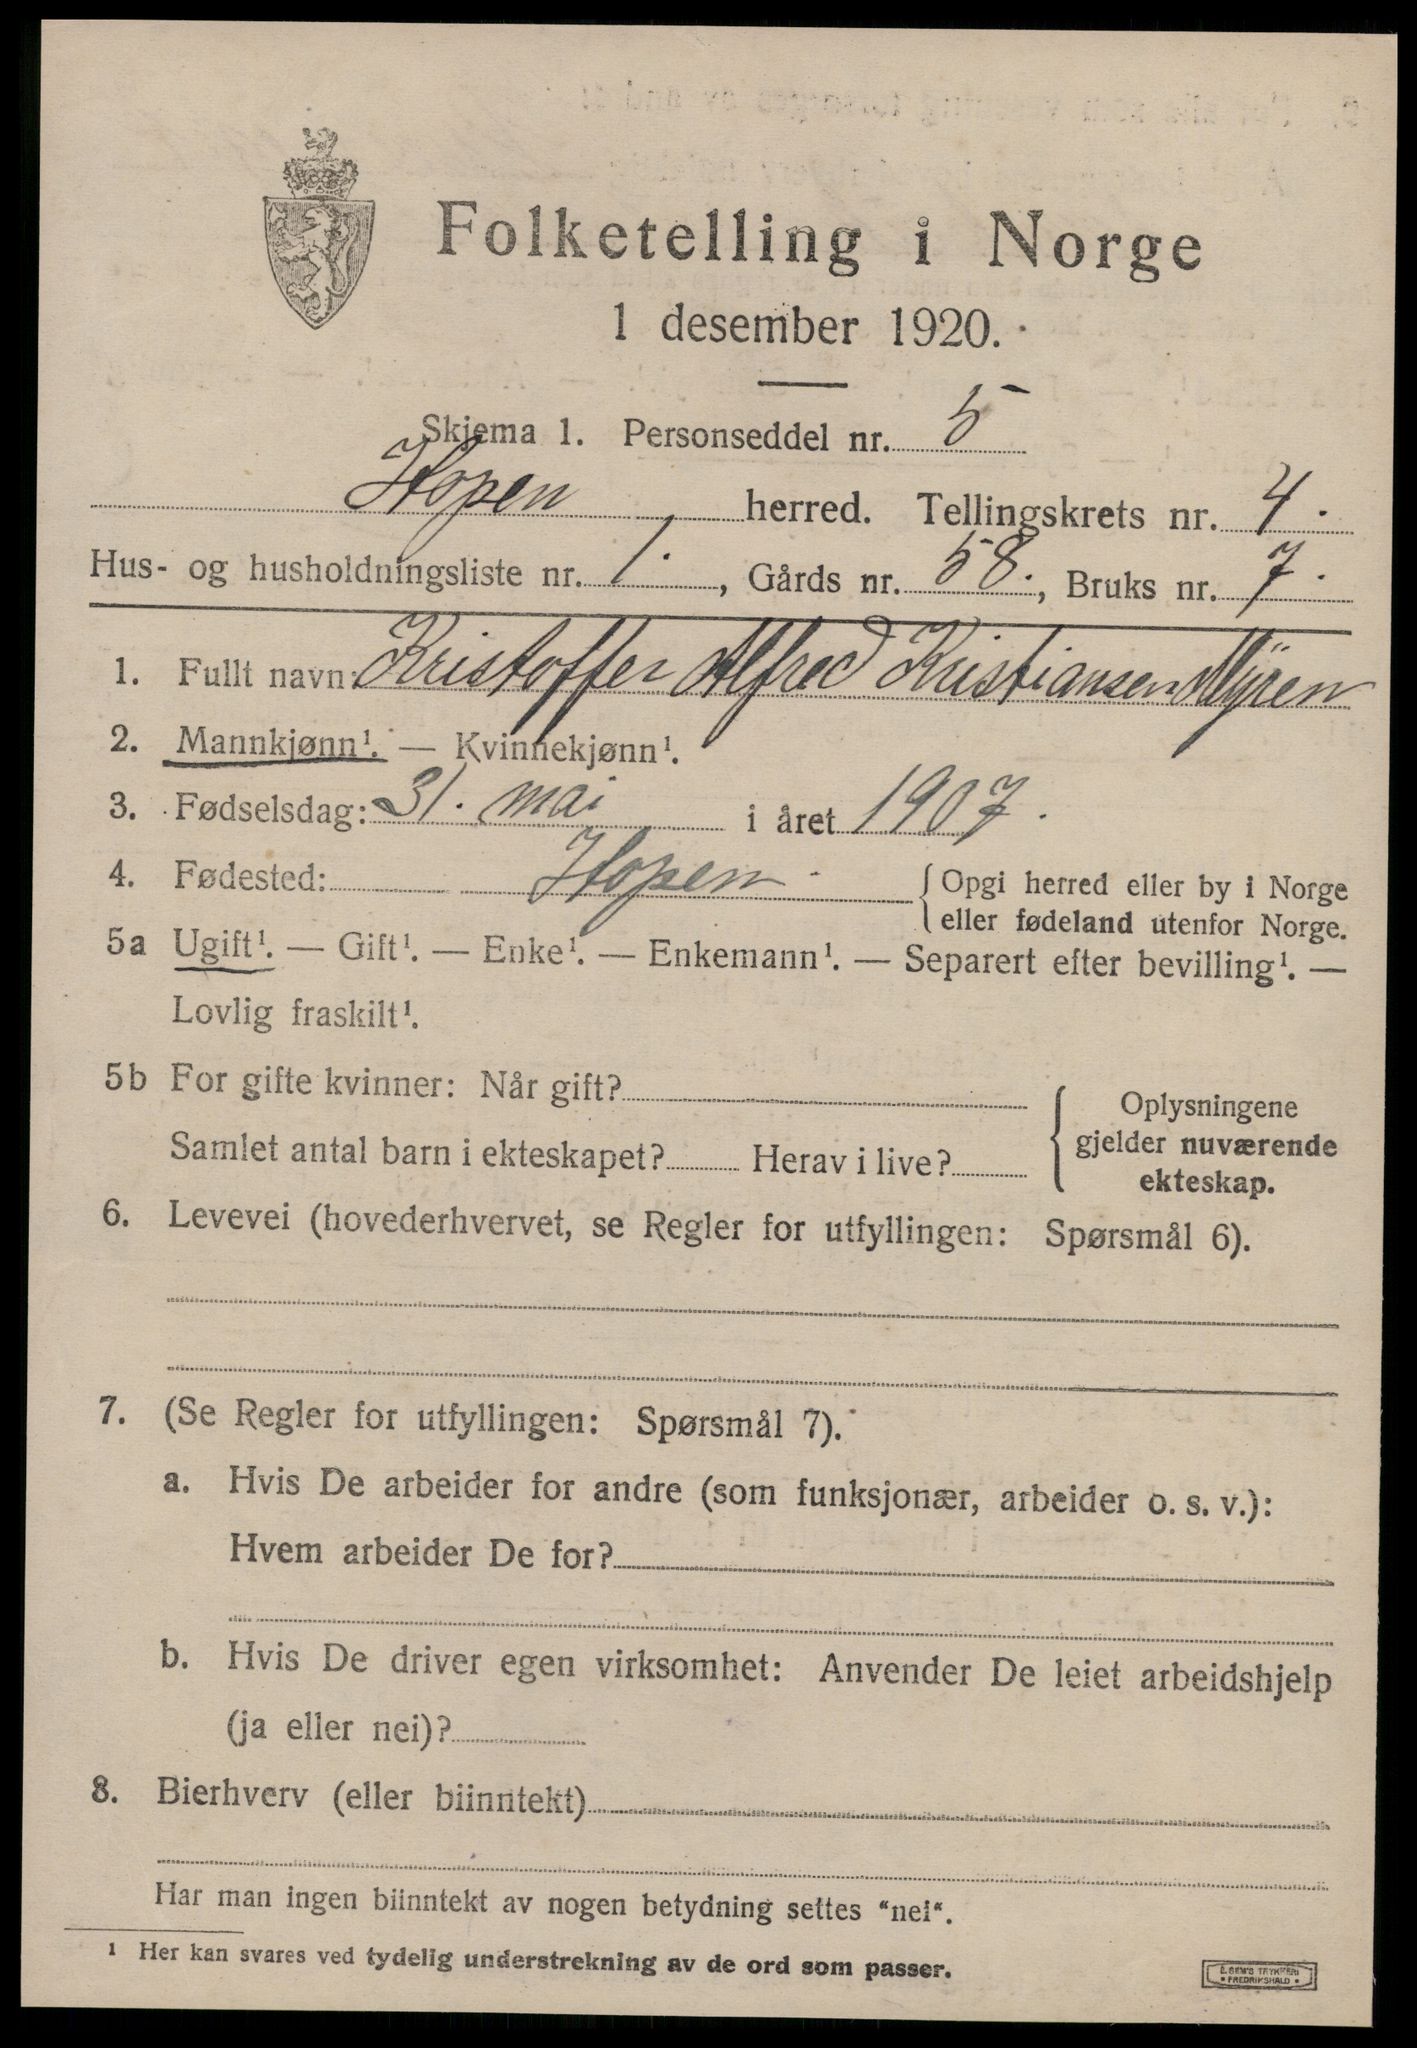 Folketelling i Norge
1 desember 1920.
Skjema 1. Personseddel nr. 5
Hopen herred. Tellingskrets nr. 4.
Hus- og husholdningsliste nr. 1., Gårds nr. 58., Bruks nr. 7.
1. Fullt navn: Kristoffer Alfred Kristiansen Myren
2. Mannkjønn¹. — Kvinnekjønn¹.
3. Fødselsdag: 31. mai i året 1907.
4. Fødested: Hopen. { Opgi herred eller by i Norge
eller fødeland utenfor Norge.
5a Ugift¹. — Gift¹. — Enke¹. — Enkemann¹. — Separert efter bevilling¹. —
Lovlig fraskilt¹.
5b For gifte kvinner: Når gift?
Samlet antal barn i ekteskapet? Herav i live?
{ Oplysningene
gjelder nuværende
ekteskap.
6. Levevei (hovederhvervet, se Regler for utfyllingen: Spørsmål 6).
7. (Se Regler for utfyllingen: Spørsmål 7).
a. Hvis De arbeider for andre (som funksjonær, arbeider o. s. v.):
Hvem arbeider De for?
b. Hvis De driver egen virksomhet: Anvender De leiet arbeidshjelp
(ja eller nei)?
8. Bierhverv (eller biinntekt)
Har man ingen biinntekt av nogen betydning settes "nei".
¹ Her kan svares ved tydelig understrekning av de ord som passer.
E. SEM'S TRYKKERI
• FREDRIKSHALD •